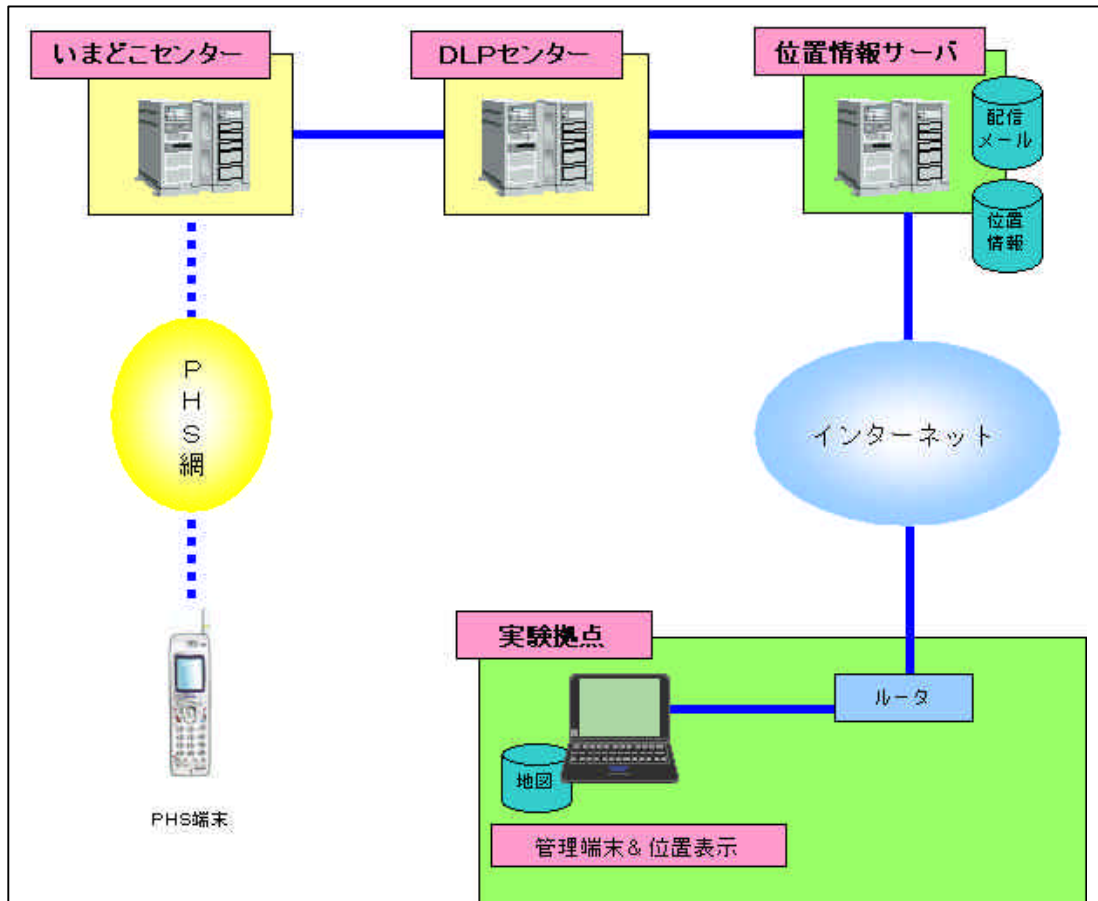 いまどこセンター
DLPセンター
位置情報サーバ
配信
メール
位置
情報
PHS網
インターネット
実験拠点
ルータ
地図
PHS端末
管理端末&位置表示